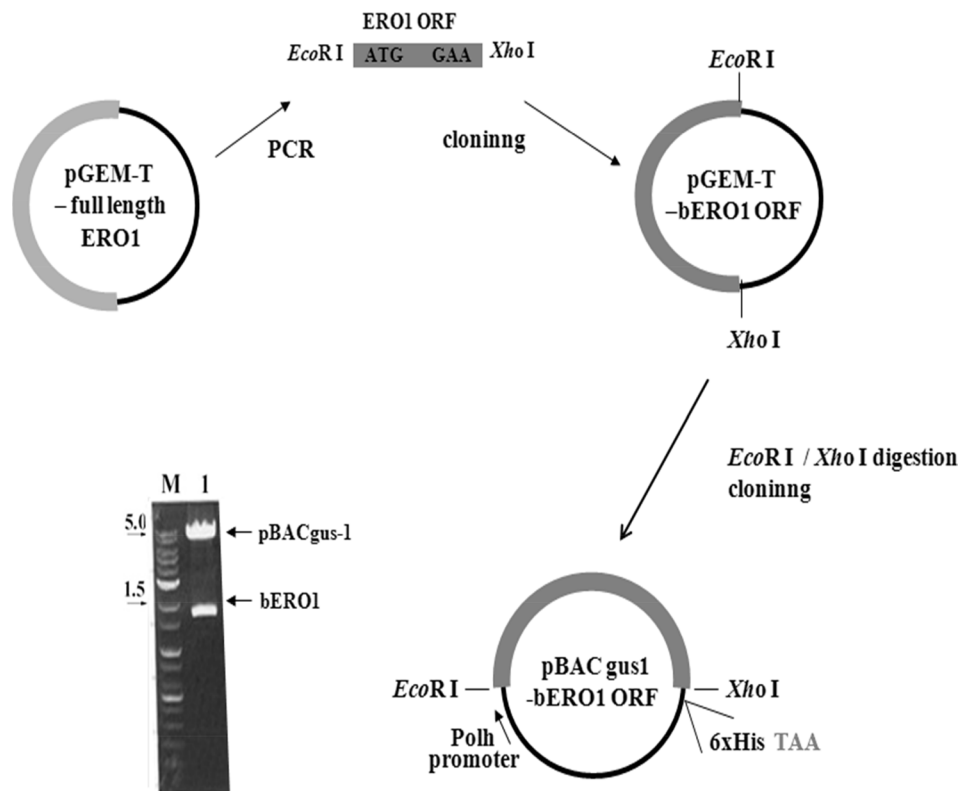 ERO1 ORF
EcoR I ATG GAA Xho I
PCR
cloninng
pGEM-T
– full length
ERO1
EcoR I
pGEM-T
–bERO1 ORF
Xho I
EcoR I / Xho I digestion
cloninng
M 1
5.0
pBACgus-1
1.5
bERO1
pBAC gus1
-bERO1 ORF
EcoR I
Xho I
Polh
promoter
6xHis TAA